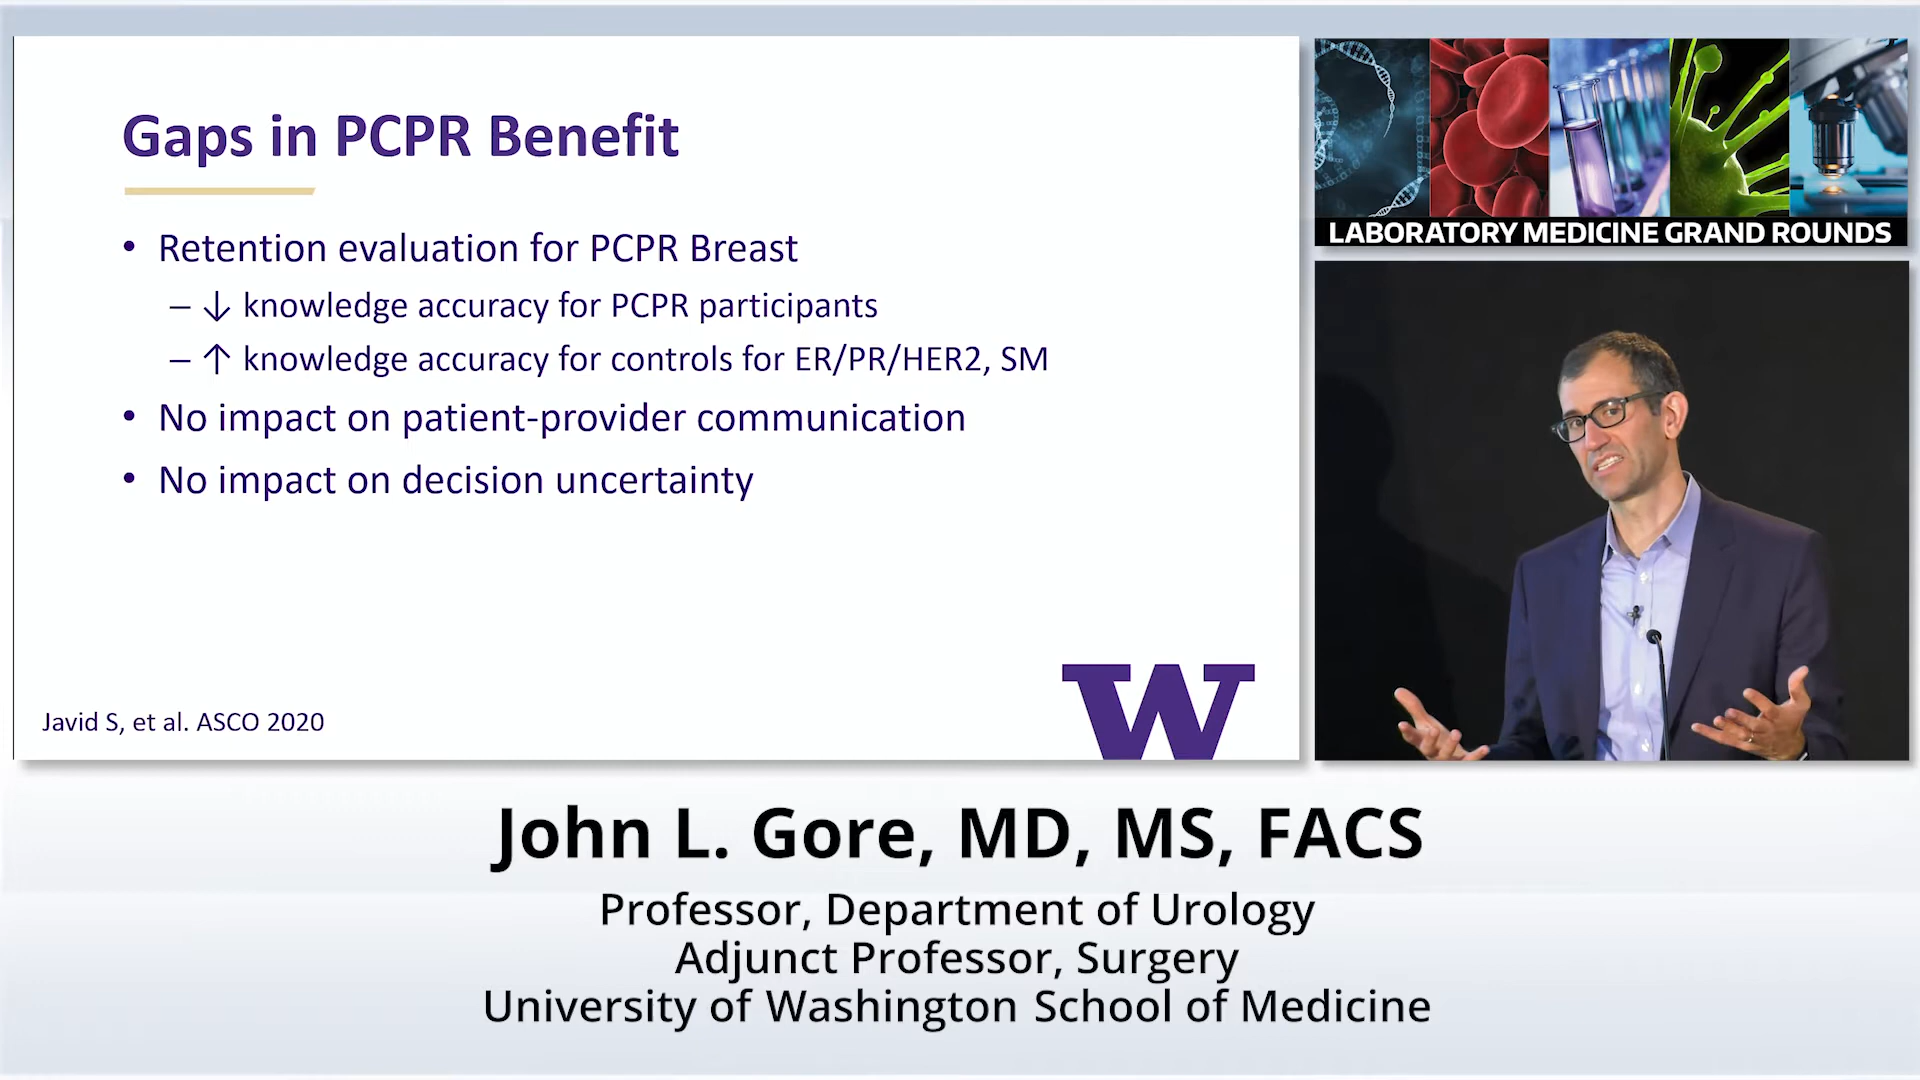 Gaps in PCPR Benefit
• Retention evaluation for PCPR Breast
– ↓ knowledge accuracy for PCPR participants
– ↑ knowledge accuracy for controls for ER/PR/HER2, SM
• No impact on patient-provider communication
• No impact on decision uncertainty
Javid S, et al. ASCO 2020
W
LABORATORY MEDICINE GRAND ROUNDS
John L. Gore, MD, MS, FACS
Professor, Department of Urology
Adjunct Professor, Surgery
University of Washington School of Medicine